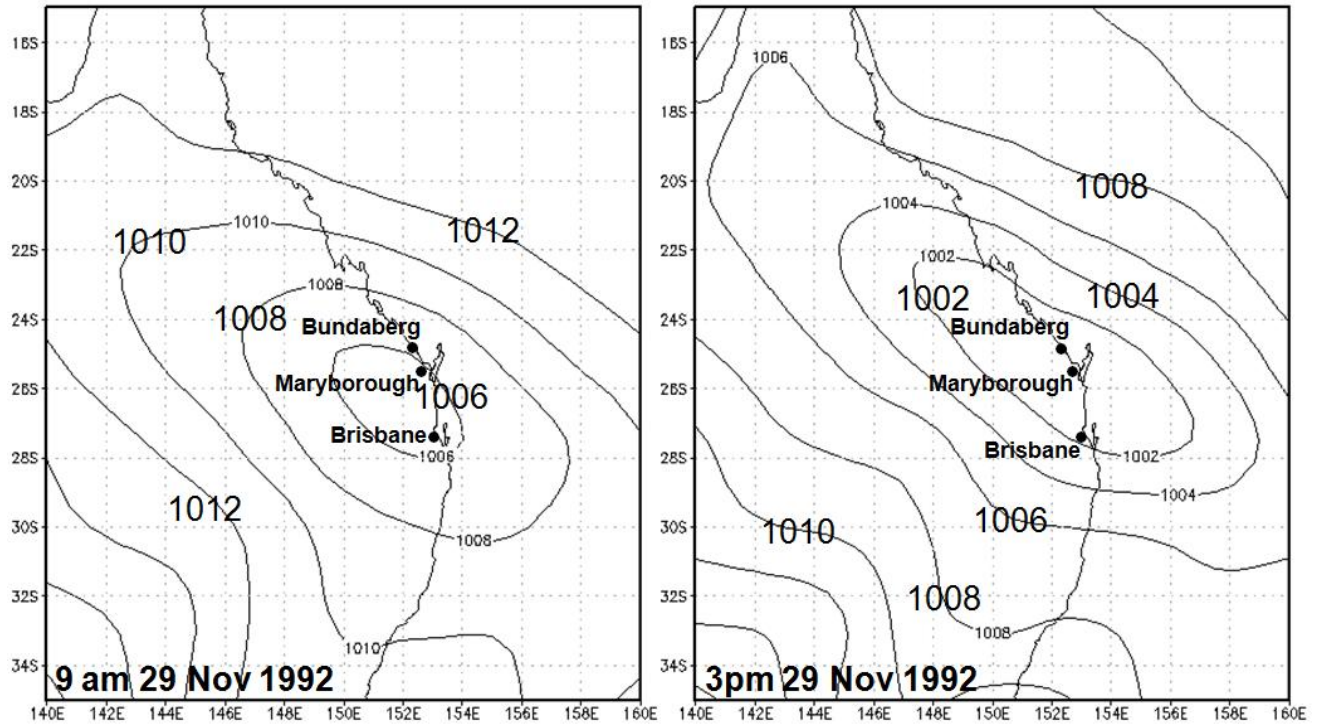 16S
18S
20S
22S
24S
26S
28S
30S
32S
34S
1012
1010
1010
1008
1008
Bundaberg
Maryborough
1006
Brisbane
1006
1012
1008
1010
9 am 29 Nov 1992
140E 142E 144E 146E 148E 150E 152E 154E 156E 158E 160E
16S
18S
20S
22S
24S
26S
28S
30S
32S
34S
1006
1008
1004
1002
1002
1004
Bundaberg
Maryborough
Brisbane
1002
1004
1006
1010
1008
1008
3pm 29 Nov 1992
140E 142E 144E 146E 148E 150E 152E 154E 156E 158E 160E